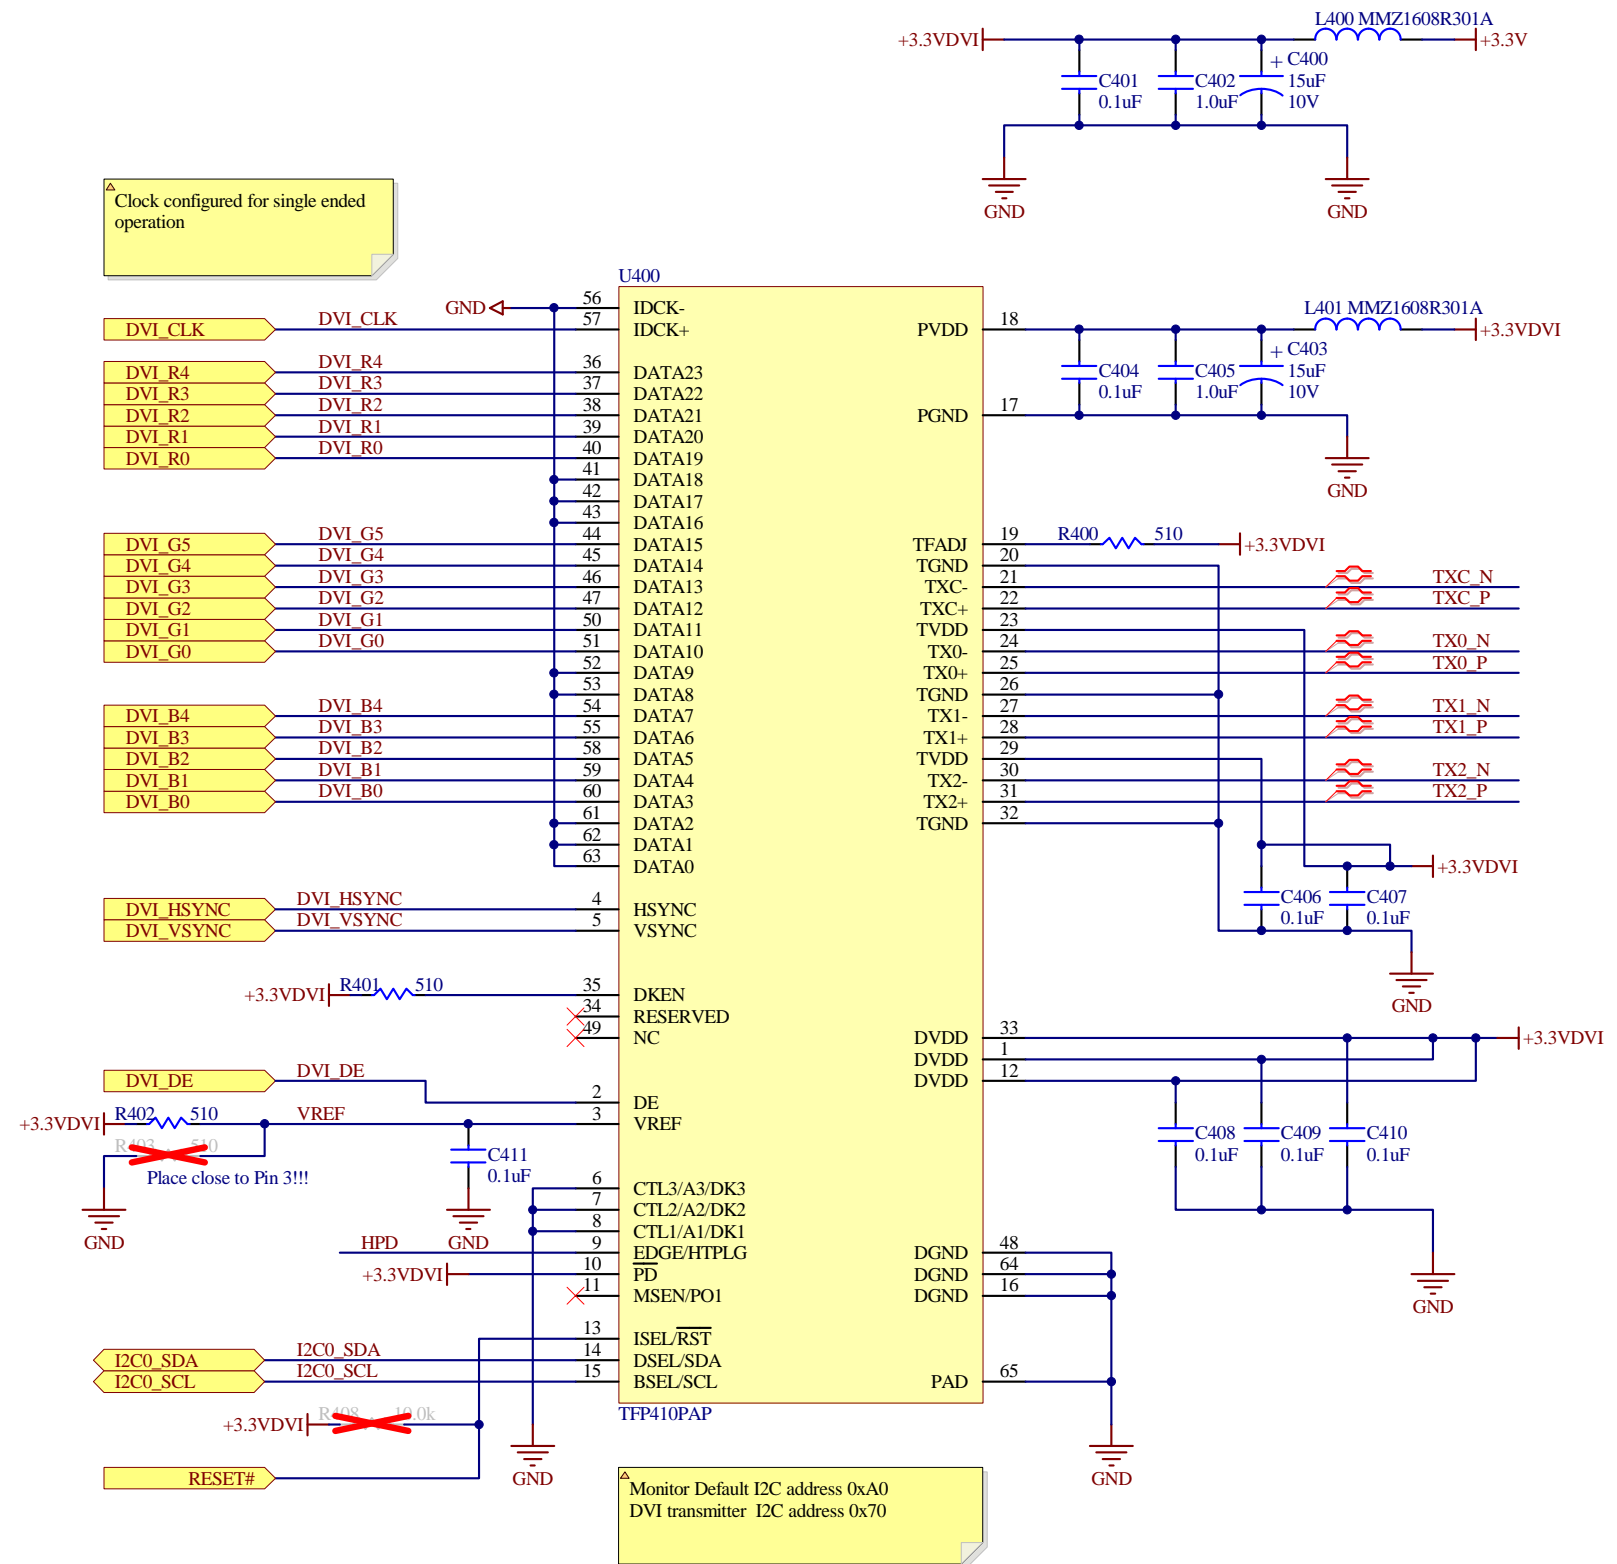 L400 MMZ1608R301A
+3.3VDVI
+3.3V
C401
0.1uF
C402
1.0uF
+ C400
15uF
10V
GND
GND
Clock configured for single ended
operation
U400
GND
56
IDCK-
DVI_CLK
DVI_CLK
57
IDCK+
DVI_R4
DVI_R4
36
DATA23
DVI_R3
DVI_R3
37
DATA22
DVI_R2
DVI_R2
38
DATA21
DVI_R1
DVI_R1
39
DATA20
DVI_R0
DVI_R0
40
DATA19
41
DATA18
42
DATA17
43
DATA16
DVI_G5
DVI_G5
44
DATA15
DVI_G4
DVI_G4
45
DATA14
DVI_G3
DVI_G3
46
DATA13
DVI_G2
DVI_G2
47
DATA12
DVI_G1
DVI_G1
50
DATA11
DVI_G0
DVI_G0
51
DATA10
52
DATA9
53
DATA8
DVI_B4
DVI_B4
54
DATA7
DVI_B3
DVI_B3
55
DATA6
DVI_B2
DVI_B2
58
DATA5
DVI_B1
DVI_B1
59
DATA4
DVI_B0
DVI_B0
60
DATA3
61
DATA2
62
DATA1
63
DATA0
DVI_HSYNC
DVI_HSYNC
4
HSYNC
DVI_VSYNC
DVI_VSYNC
5
VSYNC
+3.3VDVI
R401
510
35
DKEN
34
RESERVED
49
NC
DVI_DE
DVI_DE
2
DE
+3.3VDVI
R402
510
VREF
3
VREF
R403
510
Place close to Pin 3!!!
C411
0.1uF
GND
GND
6
CTL3/A3/DK3
7
CTL2/A2/DK2
8
CTL1/A1/DK1
HPD
9
EDGE/HTPLG
+3.3VDVI
10
PD
11
MSEN/PO1
13
ISEL/RST
I2C0_SDA
I2C0_SDA
14
DSEL/SDA
I2C0_SCL
I2C0_SCL
15
BSEL/SCL
+3.3VDVI
R408
10.0k
RESET#
GND
TFP410PAP
L401 MMZ1608R301A
PVDD
18
+3.3VDVI
C404
0.1uF
C405
1.0uF
+ C403
15uF
10V
PGND
17
GND
TFADJ
19
R400
510
+3.3VDVI
TGND
20
TXC-
21
TXC_N
TXC+
22
TXC_P
TVDD
23
TX0-
24
TX0_N
TX0+
25
TX0_P
TGND
26
TX1-
27
TX1_N
TX1+
28
TX1_P
TVDD
29
TX2-
30
TX2_N
TX2+
31
TX2_P
TGND
32
+3.3VDVI
C406
0.1uF
C407
0.1uF
GND
DVDD
33
+3.3VDVI
DVDD
1
DVDD
12
C408
0.1uF
C409
0.1uF
C410
0.1uF
GND
DGND
48
DGND
64
DGND
16
PAD
65
GND
Monitor Default I2C address 0xA0
DVI transmitter  I2C address 0x70